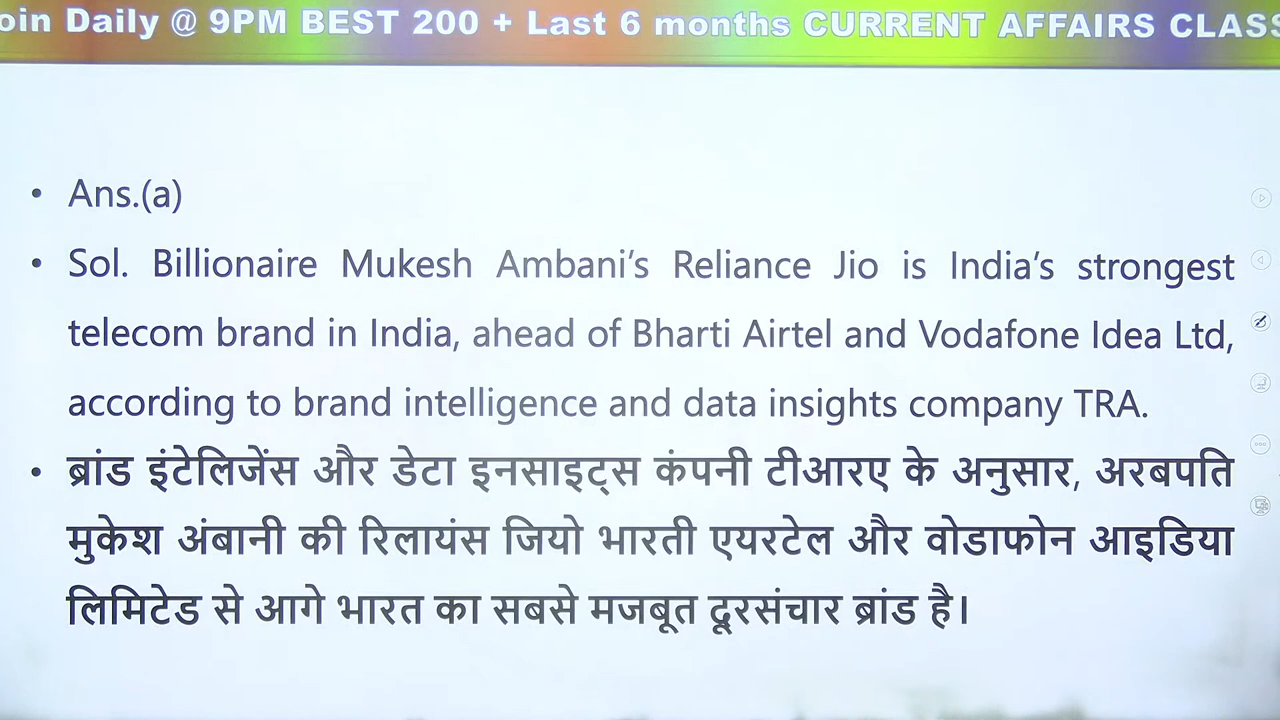 oin Daily @ 9PM BEST 200 + Last 6 months CURRENT AFFAIRS CLASS
• Ans.(a)
• Sol. Billionaire Mukesh Ambani's Reliance Jio is India's strongest
telecom brand in India, ahead of Bharti Airtel and Vodafone Idea Ltd,
according to brand intelligence and data insights company TRA.
• ब्रांड इंटेलिजेंस और डेटा इनसाइट्स कंपनी टीआरए के अनुसार, अरबपति
मुकेश अंबानी की रिलायंस जियो भारती एयरटेल और वोडाफोन आइडिया
लिमिटेड से आगे भारत का सबसे मजबूत दूरसंचार ब्रांड है।